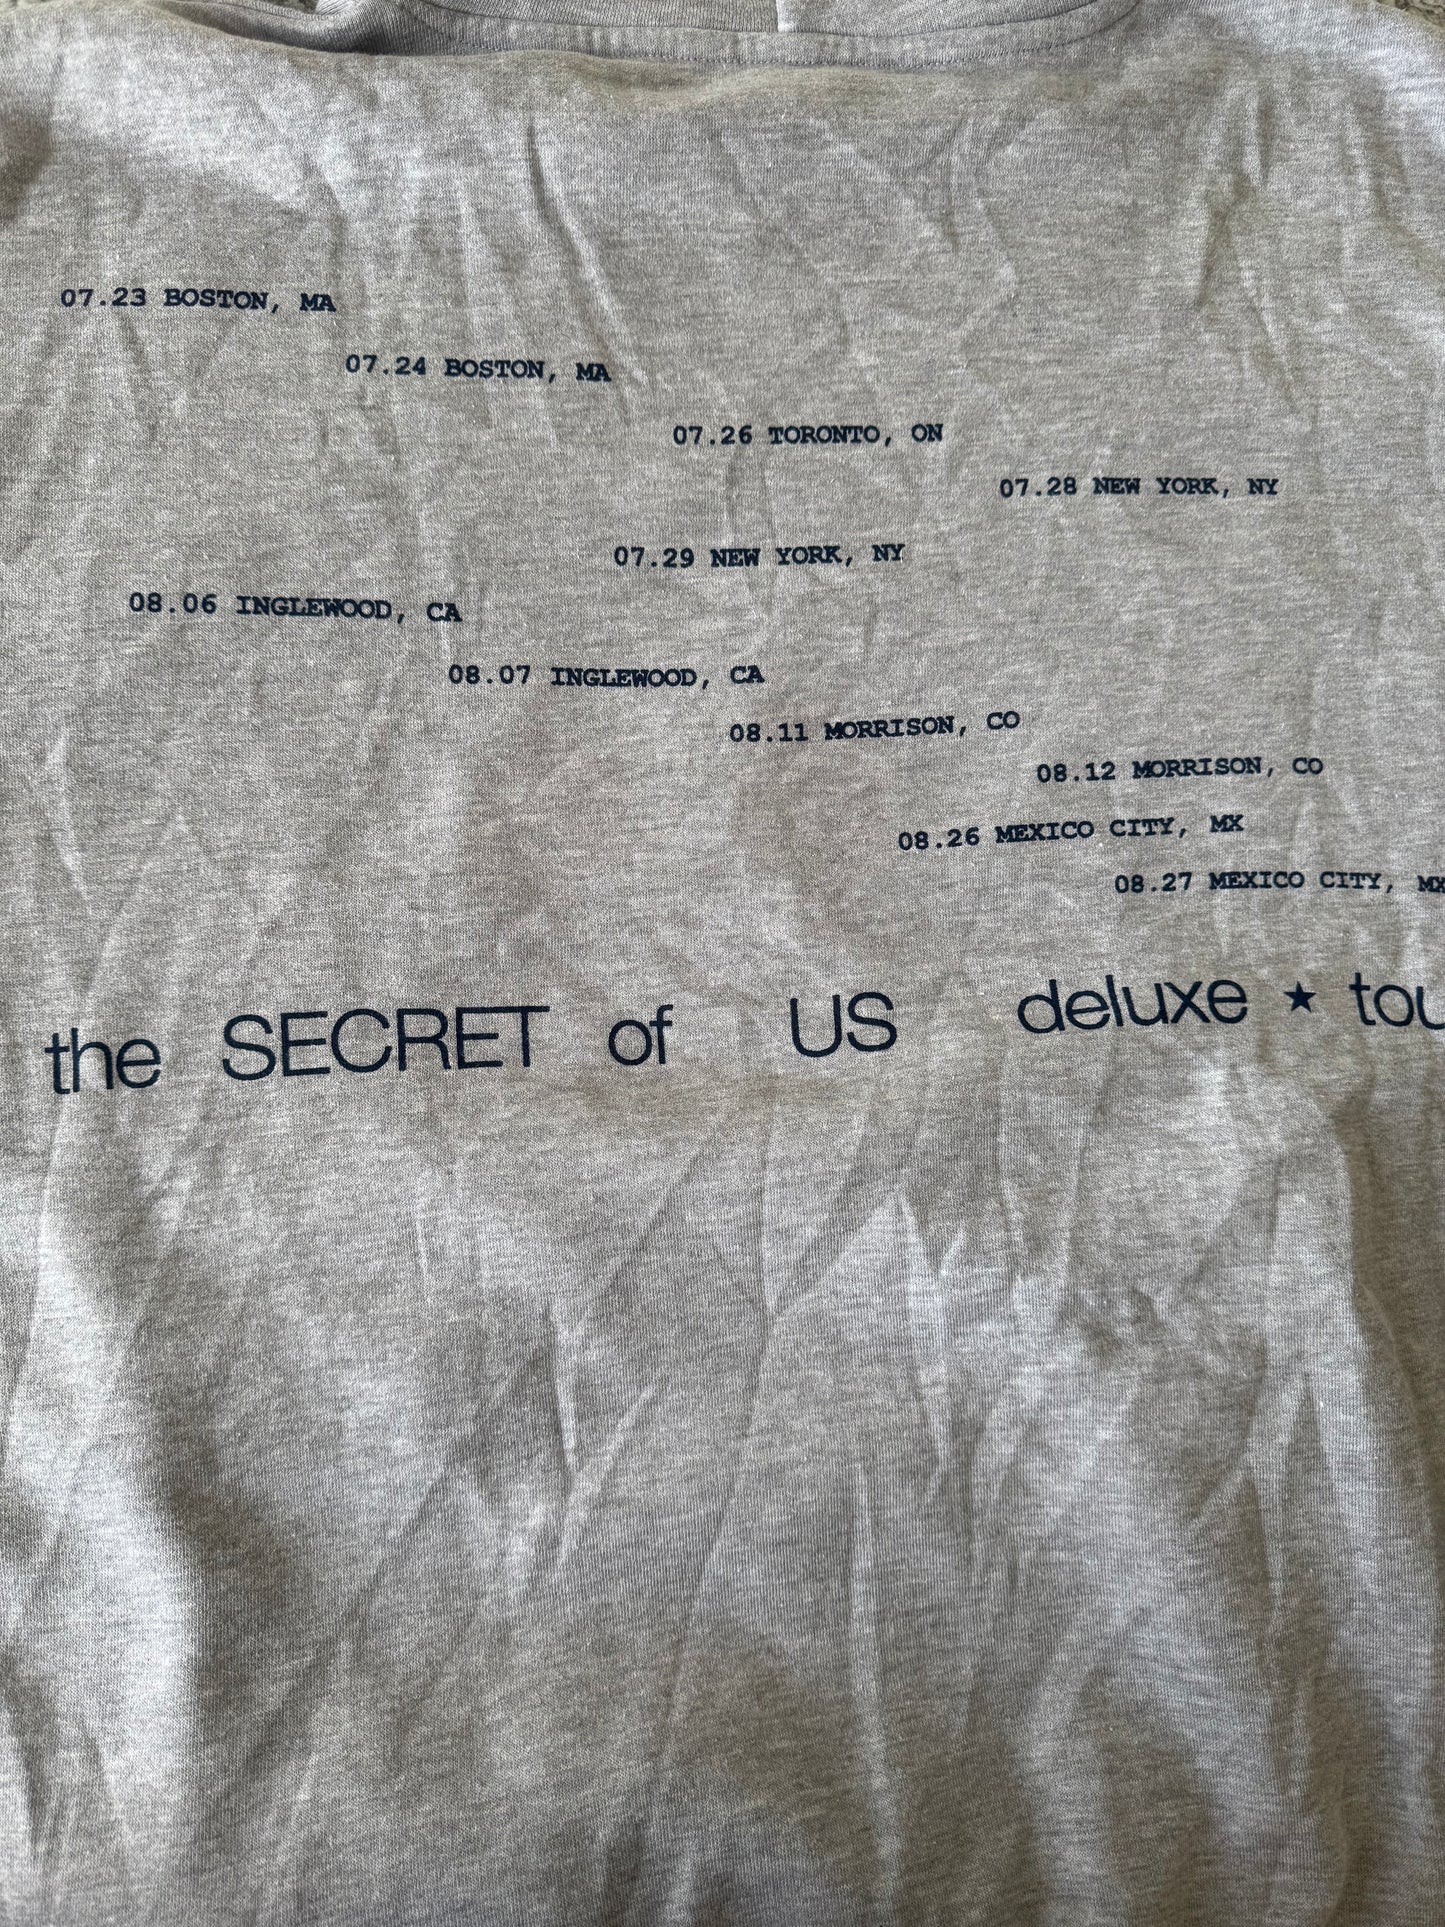 07.23 BOSTON, MA
07.24 BOSTON, MA
07.26 TORONTO, ON
07.28 NEW YORK, NY
07.29 NEW YORK, NY
08.06 INGLEWOOD, CA
08.07 INGLEWOOD, CA
08.11 MORRISON, CO
08.12 MORRISON, CO
08.26 MEXICO CITY, MX
08.27 MEXICO CITY, MX
the SECRET of US deluxe ★ tou